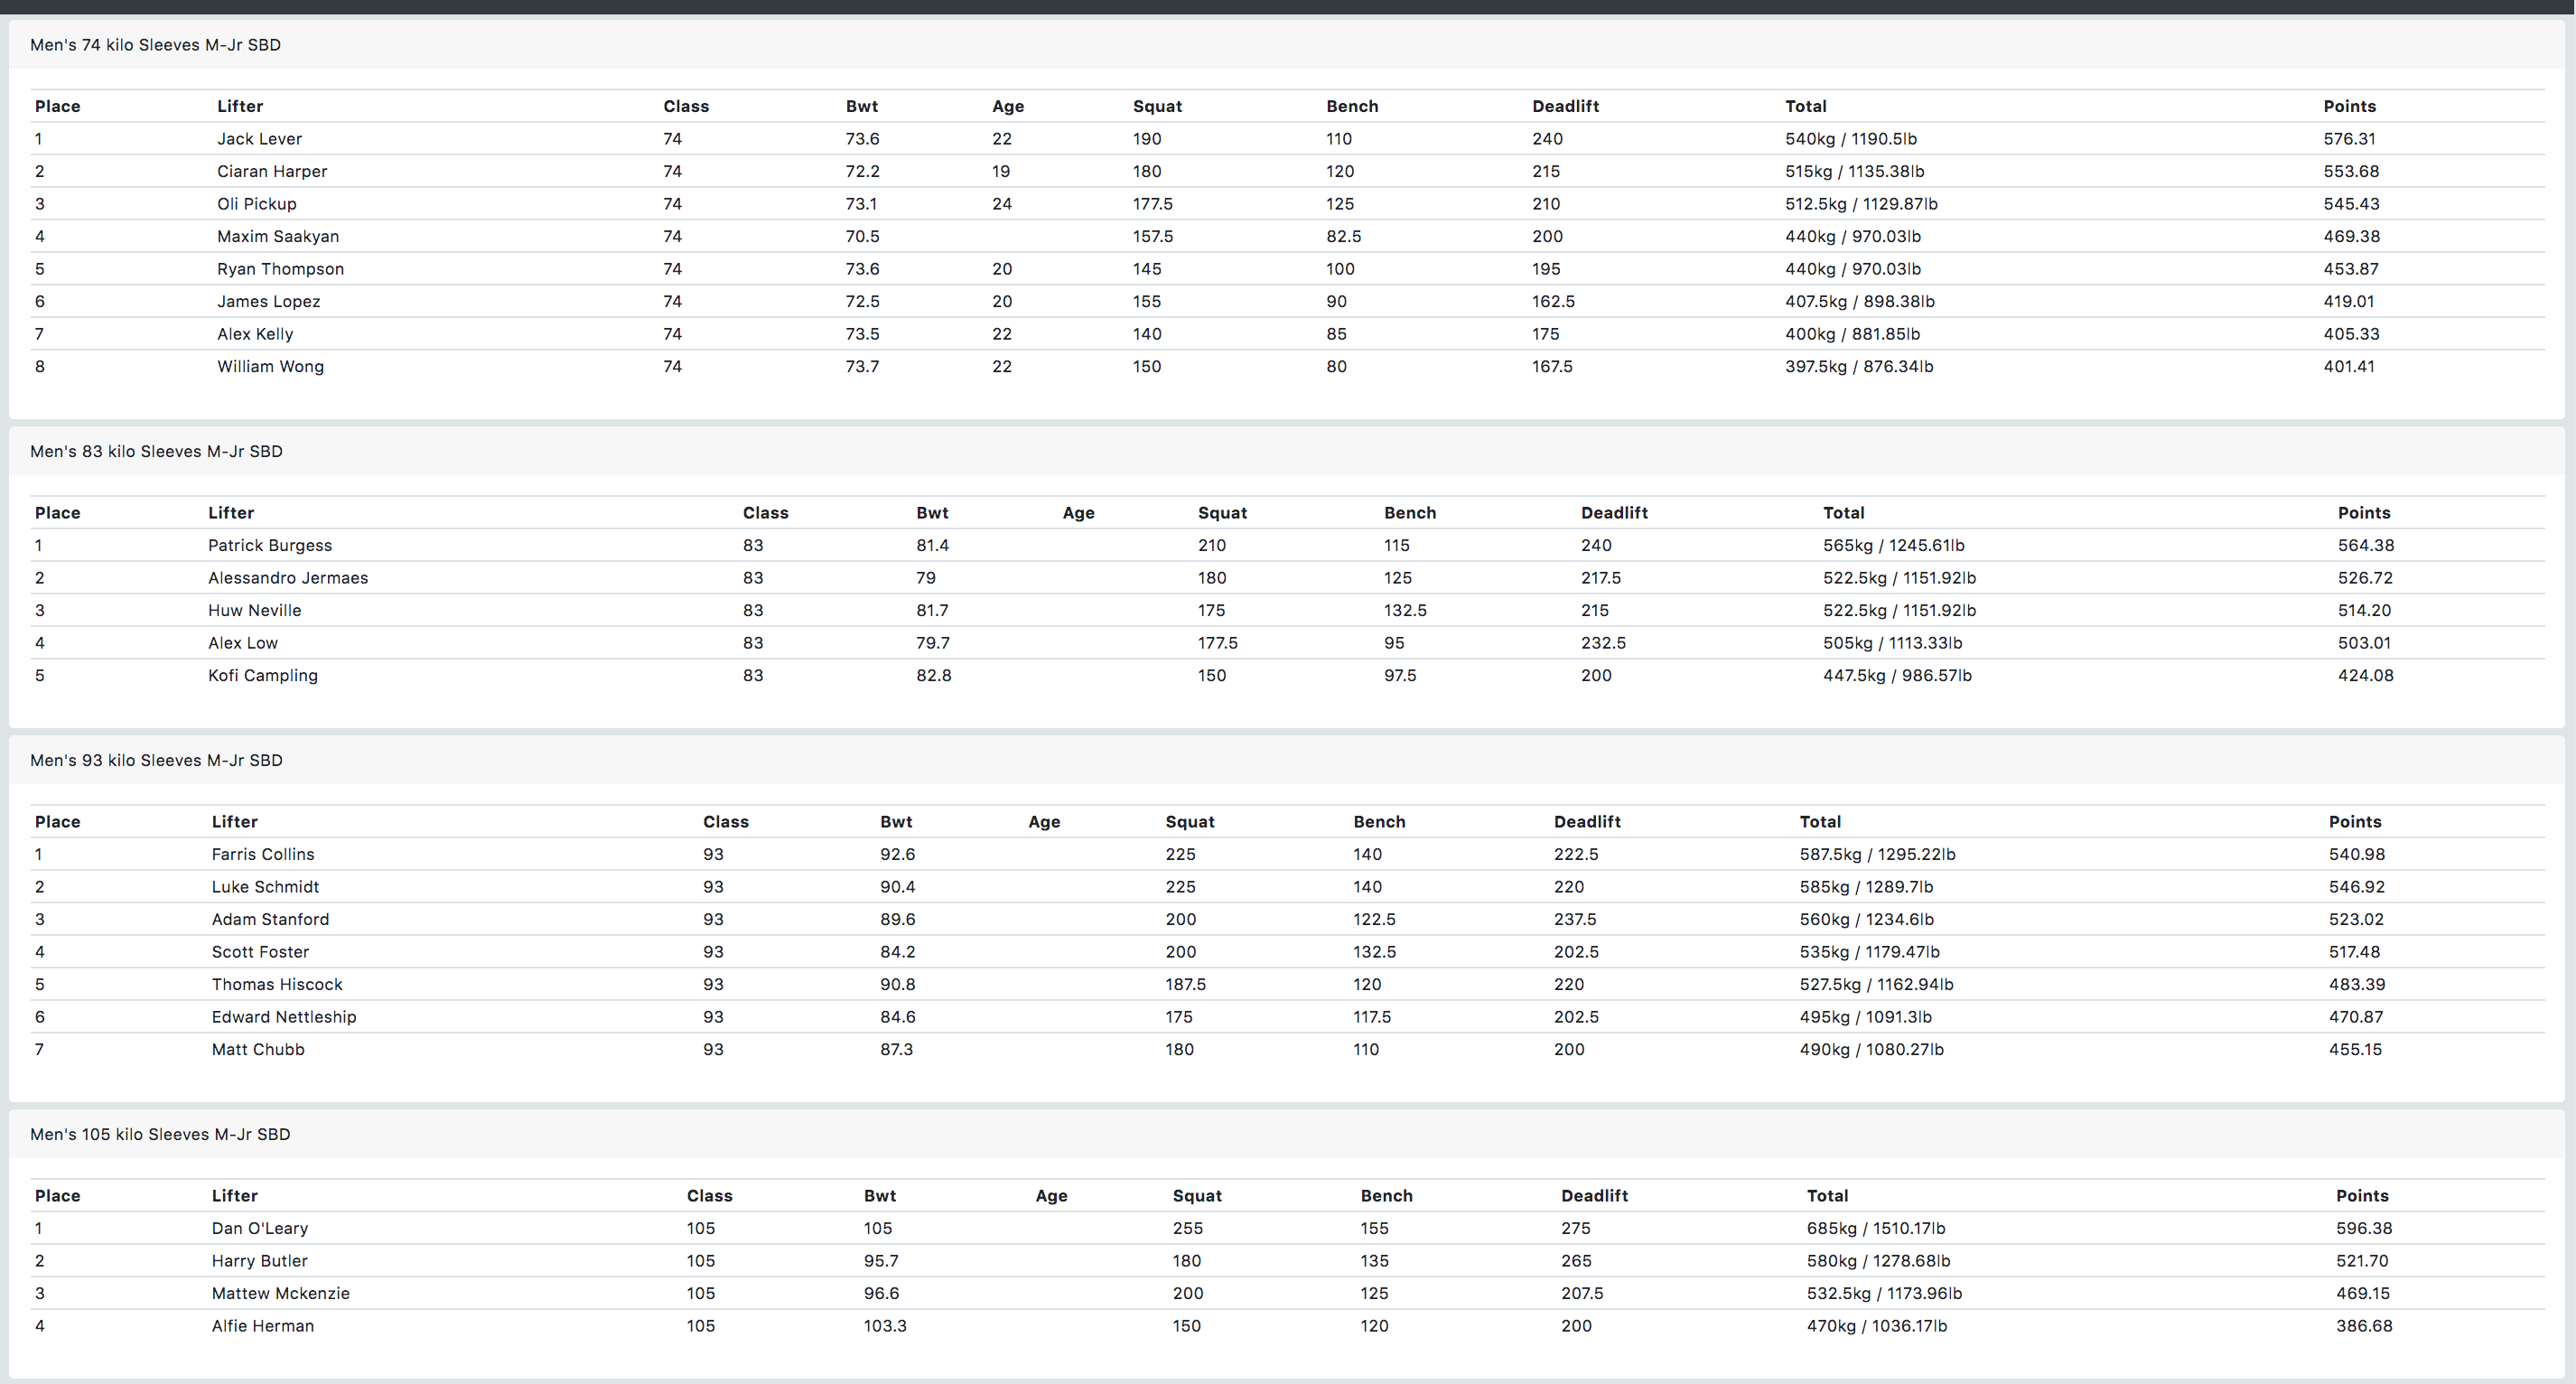 Men's 74 kilo Sleeves M-Jr SBD
Place Lifter Class Bwt Age Squat Bench Deadlift Total Points
1 Jack Lever 74 73.6 22 190 110 240 540kg / 1190.5lb 576.31
2 Ciaran Harper 74 72.2 19 180 120 215 515kg / 1135.38lb 553.68
3 Oli Pickup 74 73.1 24 177.5 125 210 512.5kg / 1129.87lb 545.43
4 Maxim Saakyan 74 70.5 157.5 82.5 200 440kg / 970.03lb 469.38
5 Ryan Thompson 74 73.6 20 145 100 195 440kg / 970.03lb 453.87
6 James Lopez 74 72.5 20 155 90 162.5 407.5kg / 898.38lb 419.01
7 Alex Kelly 74 73.5 22 140 85 175 400kg / 881.85lb 405.33
8 William Wong 74 73.7 22 150 80 167.5 397.5kg / 876.34lb 401.41
Men's 83 kilo Sleeves M-Jr SBD
Place Lifter Class Bwt Age Squat Bench Deadlift Total Points
1 Patrick Burgess 83 81.4 210 115 240 565kg / 1245.61lb 564.38
2 Alessandro Jermaes 83 79 180 125 217.5 522.5kg / 1151.92lb 526.72
3 Huw Neville 83 81.7 175 132.5 215 522.5kg / 1151.92lb 514.20
4 Alex Low 83 79.7 177.5 95 232.5 505kg / 1113.33lb 503.01
5 Kofi Campling 83 82.8 150 97.5 200 447.5kg / 986.57lb 424.08
Men's 93 kilo Sleeves M-Jr SBD
Place Lifter Class Bwt Age Squat Bench Deadlift Total Points
1 Farris Collins 93 92.6 225 140 222.5 587.5kg / 1295.22lb 540.98
2 Luke Schmidt 93 90.4 225 140 220 585kg / 1289.7lb 546.92
3 Adam Stanford 93 89.6 200 122.5 237.5 560kg / 1234.6lb 523.02
4 Scott Foster 93 84.2 200 132.5 202.5 535kg / 1179.47lb 517.48
5 Thomas Hiscock 93 90.8 187.5 120 220 527.5kg / 1162.94lb 483.39
6 Edward Nettleship 93 84.6 175 117.5 202.5 495kg / 1091.3lb 470.87
7 Matt Chubb 93 87.3 180 110 200 490kg / 1080.27lb 455.15
Men's 105 kilo Sleeves M-Jr SBD
Place Lifter Class Bwt Age Squat Bench Deadlift Total Points
1 Dan O'Leary 105 105 255 155 275 685kg / 1510.17lb 596.38
2 Harry Butler 105 95.7 180 135 265 580kg / 1278.68lb 521.70
3 Mattew Mckenzie 105 96.6 200 125 207.5 532.5kg / 1173.96lb 469.15
4 Alfie Herman 105 103.3 150 120 200 470kg / 1036.17lb 386.68